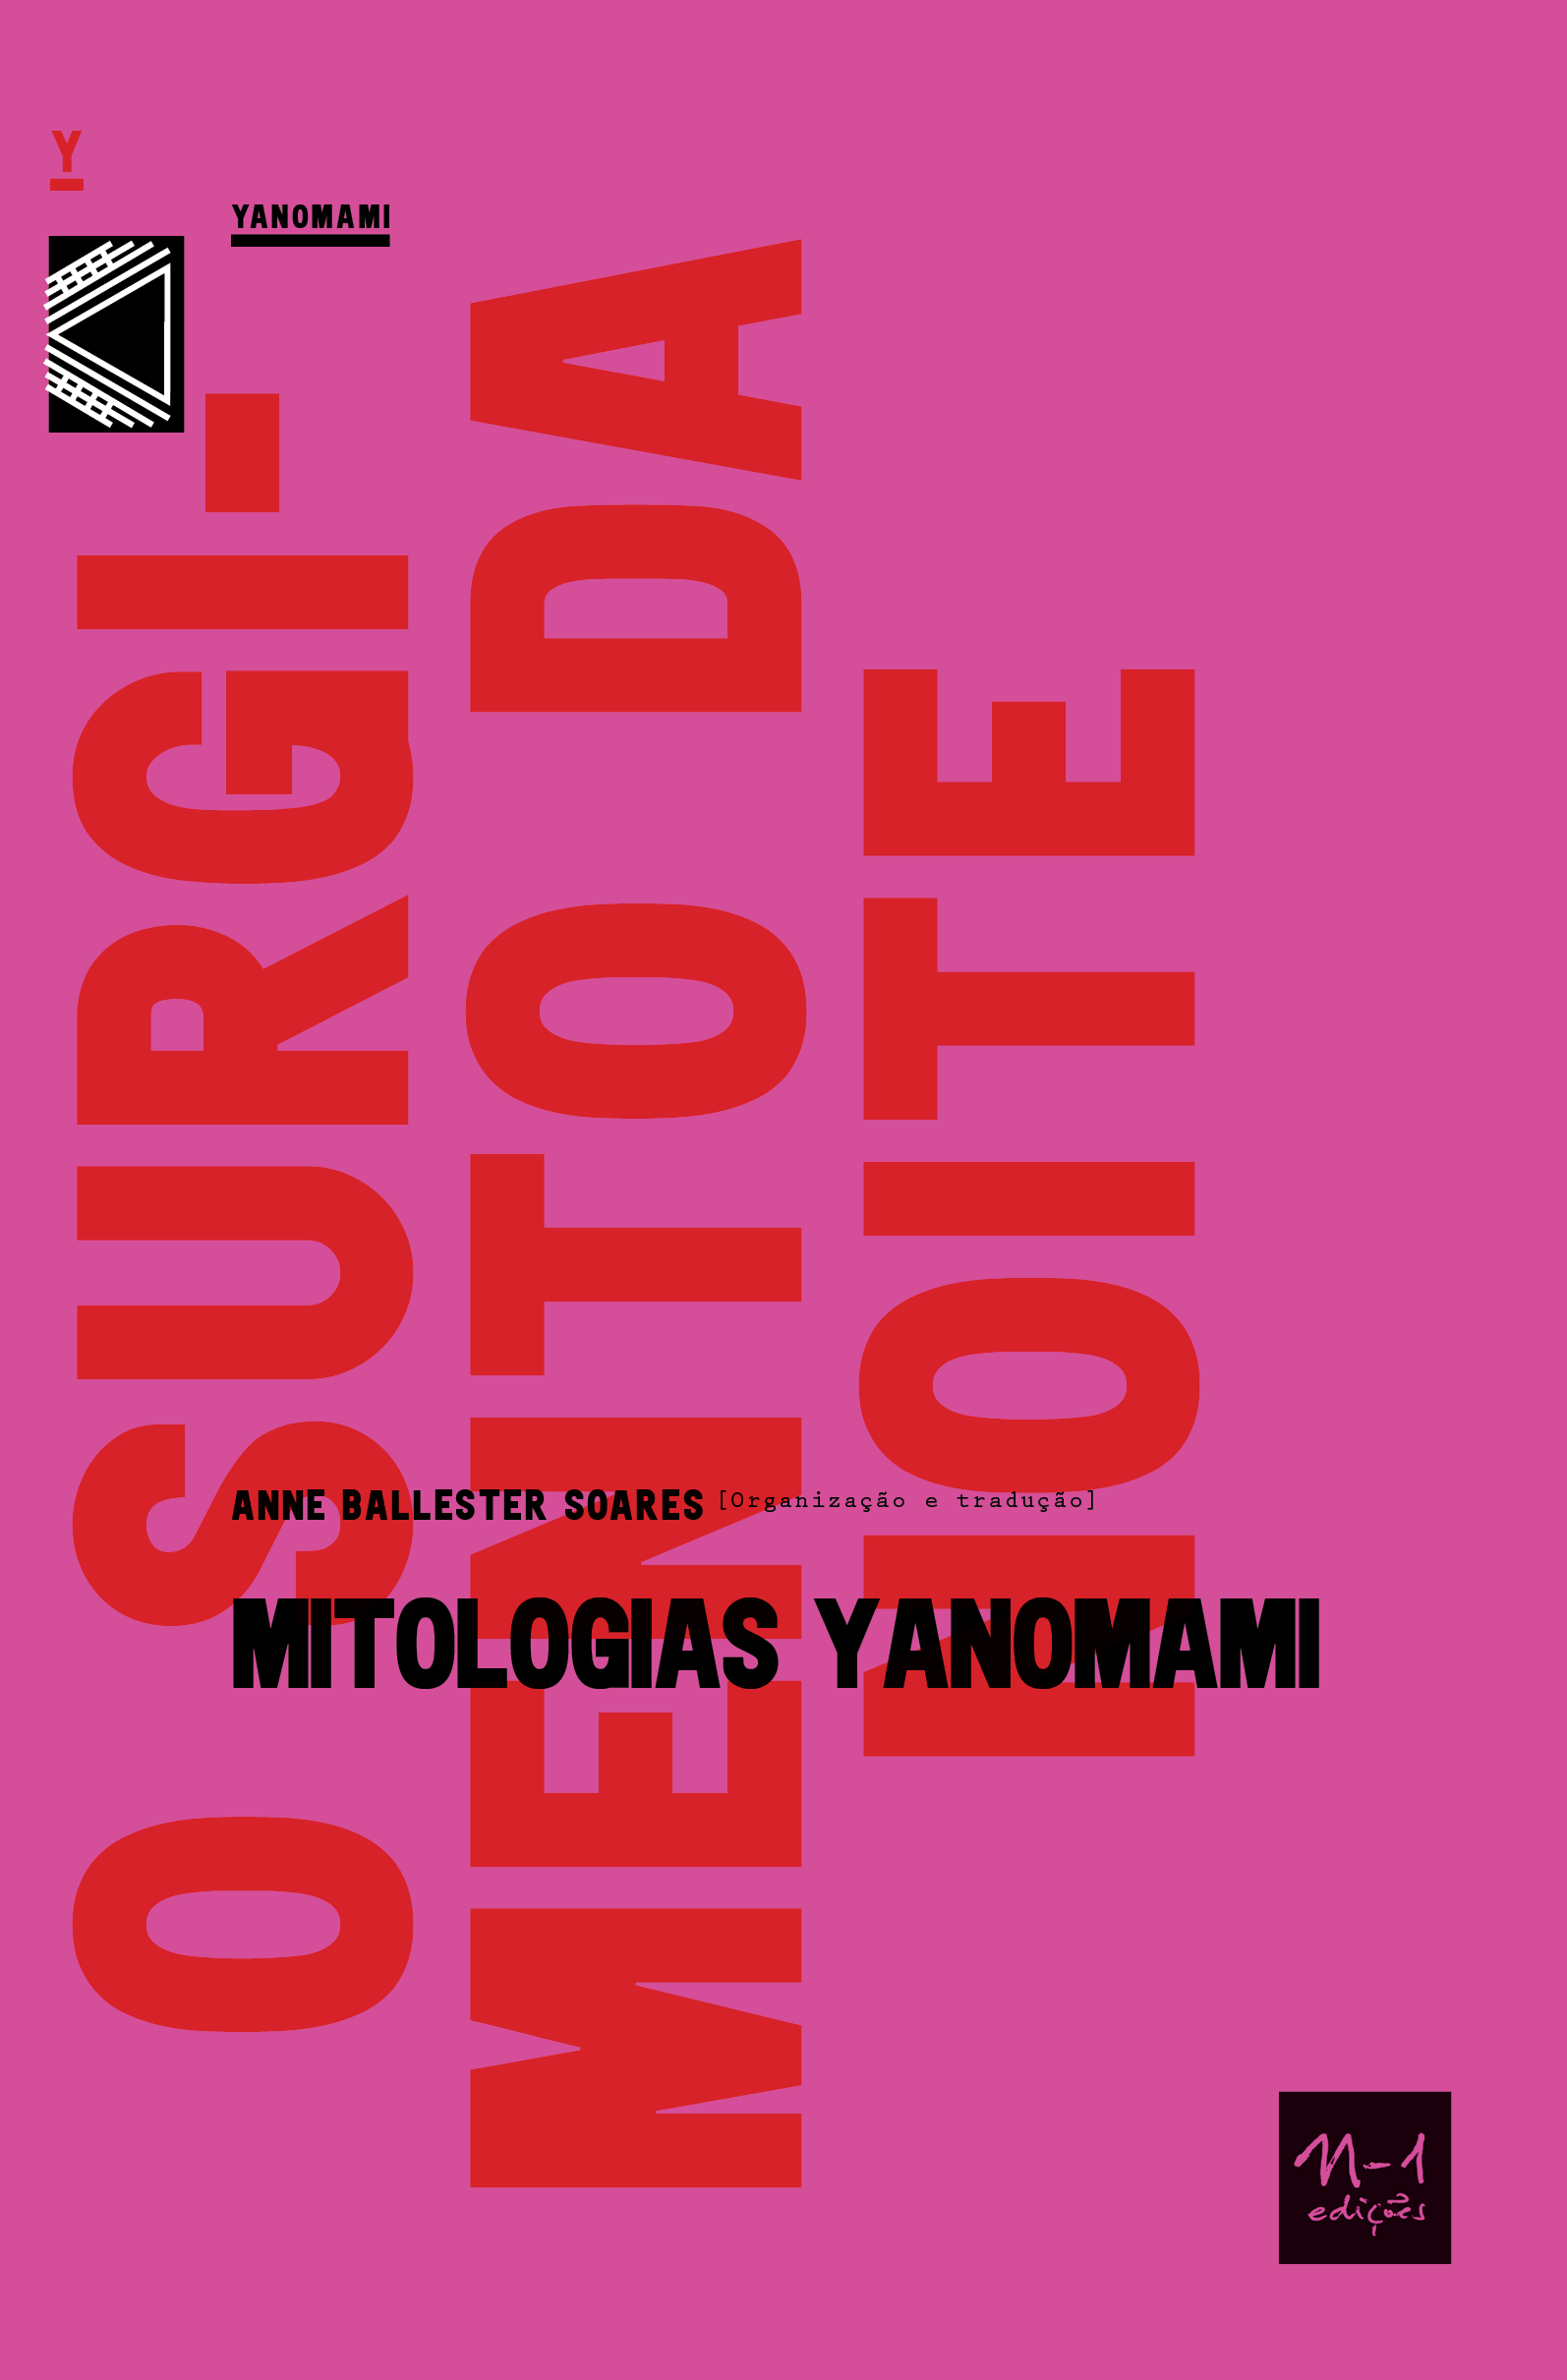 Y
YANOMAMI
O SURGI-
MENTO DA
NOITE
ANNE BALLESTER SOARES [Organização e tradução]
MITOLOGIAS YANOMAMI
n-1
edições